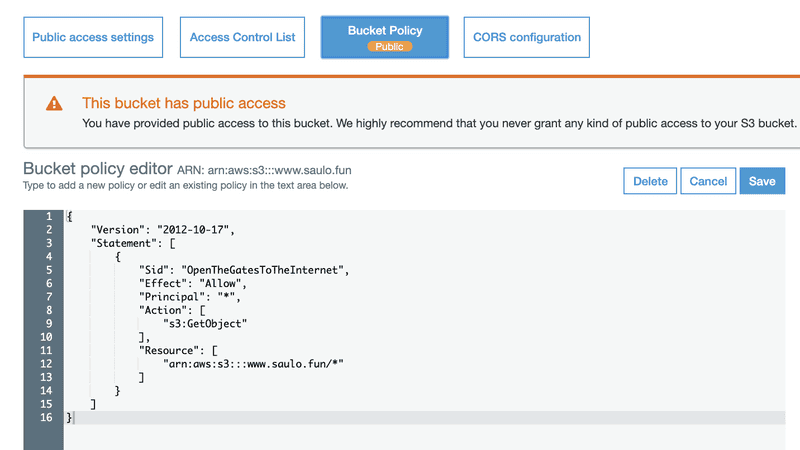 Public access settings
Access Control List
Bucket Policy
Public
CORS configuration
This bucket has public access
You have provided public access to this bucket. We highly recommend that you never grant any kind of public access to your S3 bucket.
Bucket policy editor ARN: arn:aws:s3:::www.saulo.fun
Type to add a new policy or edit an existing policy in the text area below.
Delete
Cancel
Save
1 {
2 "Version": "2012-10-17",
3 "Statement": [
4 {
5 "Sid": "OpenTheGatesToTheInternet",
6 "Effect": "Allow",
7 "Principal": "*",
8 "Action": [
9 "s3:GetObject"
10 ],
11 "Resource": [
12 "arn:aws:s3:::www.saulo.fun/*"
13 ]
14 }
15 ]
16 }